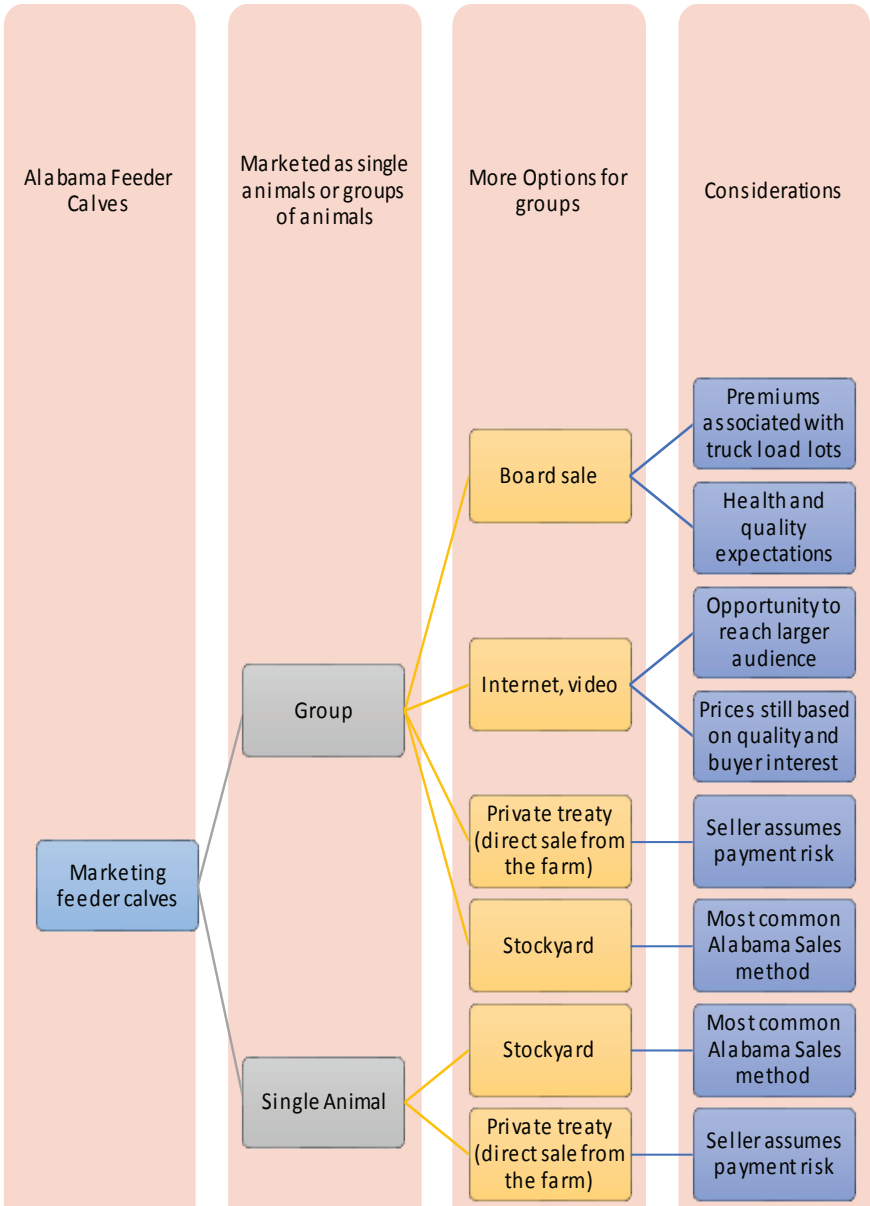 Alabama Feeder
Calves
Marketed as single
animals or groups
of animals
More Options for
groups
Considerations
Premiums
associated with
truck load lots
Board sale
Health and
quality
expectations
Opportunity to
reach larger
audience
Internet, video
Group
Prices still based
on quality and
buyer interest
Private treaty
(direct sale from
the farm)
Seller assumes
payment risk
Marketing
feeder calves
Stockyard
Most common
Alabama Sales
method
Stockyard
Most common
Alabama Sales
method
Single Animal
Private treaty
(direct sale from
the farm)
Seller assumes
payment risk